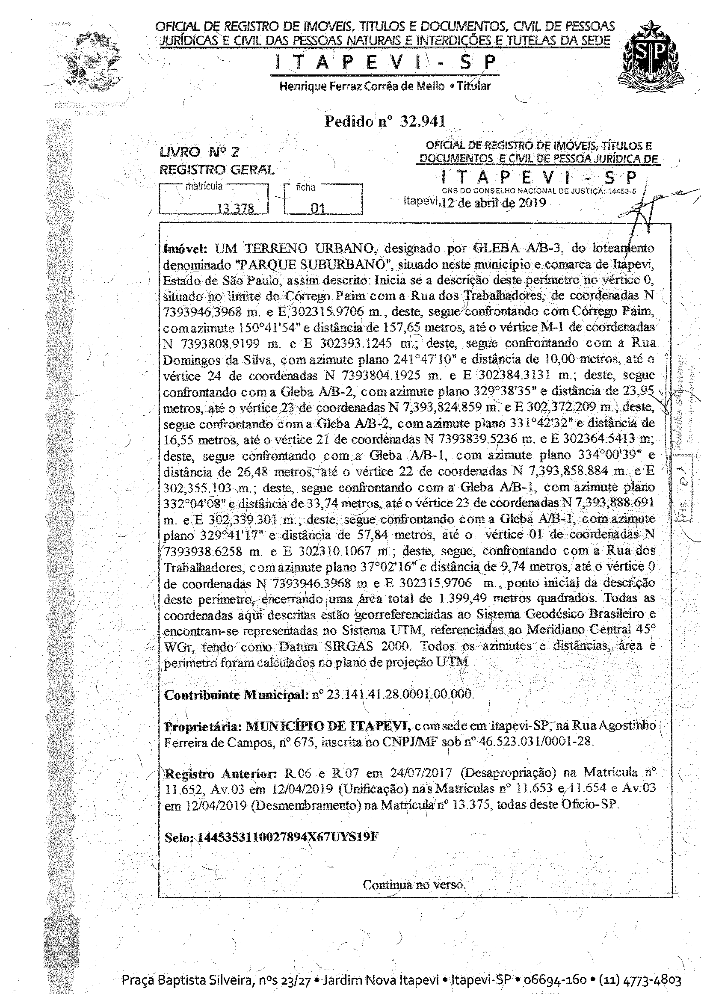 OFICIAL DE REGISTRO DE IMOVEIS, TITULOS E DOCUMENTOS, CIVIL DE PESSOAS
JURÍDICAS E CIVIL DAS PESSOAS NATURAIS E INTERDIÇÕES E TUTELAS DA SEDE
ITAPEVI - SP
Henrique Ferraz Corrêa de Mello • Titular
REPÚBLICA FEDERATIVA
DO BRASIL
Pedido nº 32.941
LIVRO Nº 2
REGISTRO GERAL
matrícula
13.378
ficha
01
OFICIAL DE REGISTRO DE IMÓVEIS, TÍTULOS E
DOCUMENTOS E CIVIL DE PESSOA JURÍDICA DE
ITAPEVI - SP
CNS DO CONSELHO NACIONAL DE JUSTIÇA: 14453-5
Itapevi,12 de abril de 2019
Imóvel: UM TERRENO URBANO, designado por GLEBA A/B-3, do loteamento
denominado "PARQUE SUBURBANO", situado neste município e comarca de Itapevi,
Estado de São Paulo, assim descrito: Inicia se a descrição deste perímetro no vértice 0,
situado no limite do Córrego Paim com a Rua dos Trabalhadores, de coordenadas N
7393946.3968 m. e E 302315.9706 m., deste, segue confrontando com Córrego Paim,
com azimute 150°41'54" e distância de 157,65 metros, até o vértice M-1 de coordenadas
N 7393808.9199 m. e E 302393.1245 m.; deste, segue confrontando com a Rua
Domingos da Silva, com azimute plano 241°47'10" e distância de 10,00 metros, até o
vértice 24 de coordenadas N 7393804.1925 m. e E 302384.3131 m.; deste, segue
confrontando com a Gleba A/B-2, com azimute plano 329°38'35" e distância de 23,95
metros, até o vértice 23 de coordenadas N 7,393,824.859 m. e E 302,372.209 m.; deste,
segue confrontando com a Gleba A/B-2, com azimute plano 331°42'32" e distância de
16,55 metros, até o vértice 21 de coordenadas N 7393839.5236 m. e E 302364.5413 m;
deste, segue confrontando com a Gleba A/B-1, com azimute plano 334°00'39" e
distância de 26,48 metros, até o vértice 22 de coordenadas N 7,393,858.884 m. e E
302,355.103 m.; deste, segue confrontando com a Gleba A/B-1, com azimute plano
332°04'08" e distância de 33,74 metros, até o vértice 23 de coordenadas N 7,393,888.691
m. e E 302,339.301 m.; deste, segue confrontando com a Gleba A/B-1, com azimute
plano 329°41'17" e distância de 57,84 metros, até o vértice 01 de coordenadas N
7393938.6258 m. e E 302310.1067 m.; deste, segue, confrontando com a Rua dos
Trabalhadores, com azimute plano 37°02'16" e distância de 9,74 metros, até o vértice 0
de coordenadas N 7393946.3968 m e E 302315.9706 m., ponto inicial da descrição
deste perímetro, encerrando uma área total de 1.399,49 metros quadrados. Todas as
coordenadas aqui descritas estão georreferenciadas ao Sistema Geodésico Brasileiro e
encontram-se representadas no Sistema UTM, referenciadas ao Meridiano Central 45°
WGr, tendo como Datum SIRGAS 2000. Todos os azimutes e distâncias, área e
perímetro foram calculados no plano de projeção UTM
Contribuinte Municipal: nº 23.141.41.28.0001.00.000.
Proprietária: MUNICÍPIO DE ITAPEVI, com sede em Itapevi-SP, na Rua Agostinho
Ferreira de Campos, nº 675, inscrita no CNPJ/MF sob nº 46.523.031/0001-28.
Registro Anterior: R.06 e R.07 em 24/07/2017 (Desapropriação) na Matrícula nº
11.652, Av.03 em 12/04/2019 (Unificação) nas Matrículas nº 11.653 e 11.654 e Av.03
em 12/04/2019 (Desmembramento) na Matrícula nº 13.375, todas deste Ofício-SP.
Selo: 1445353110027894X67UYS19F
Continua no verso.
Praça Baptista Silveira, nºs 23/27 • Jardim Nova Itapevi • Itapevi-SP • 06694-160 • (11) 4773-4803